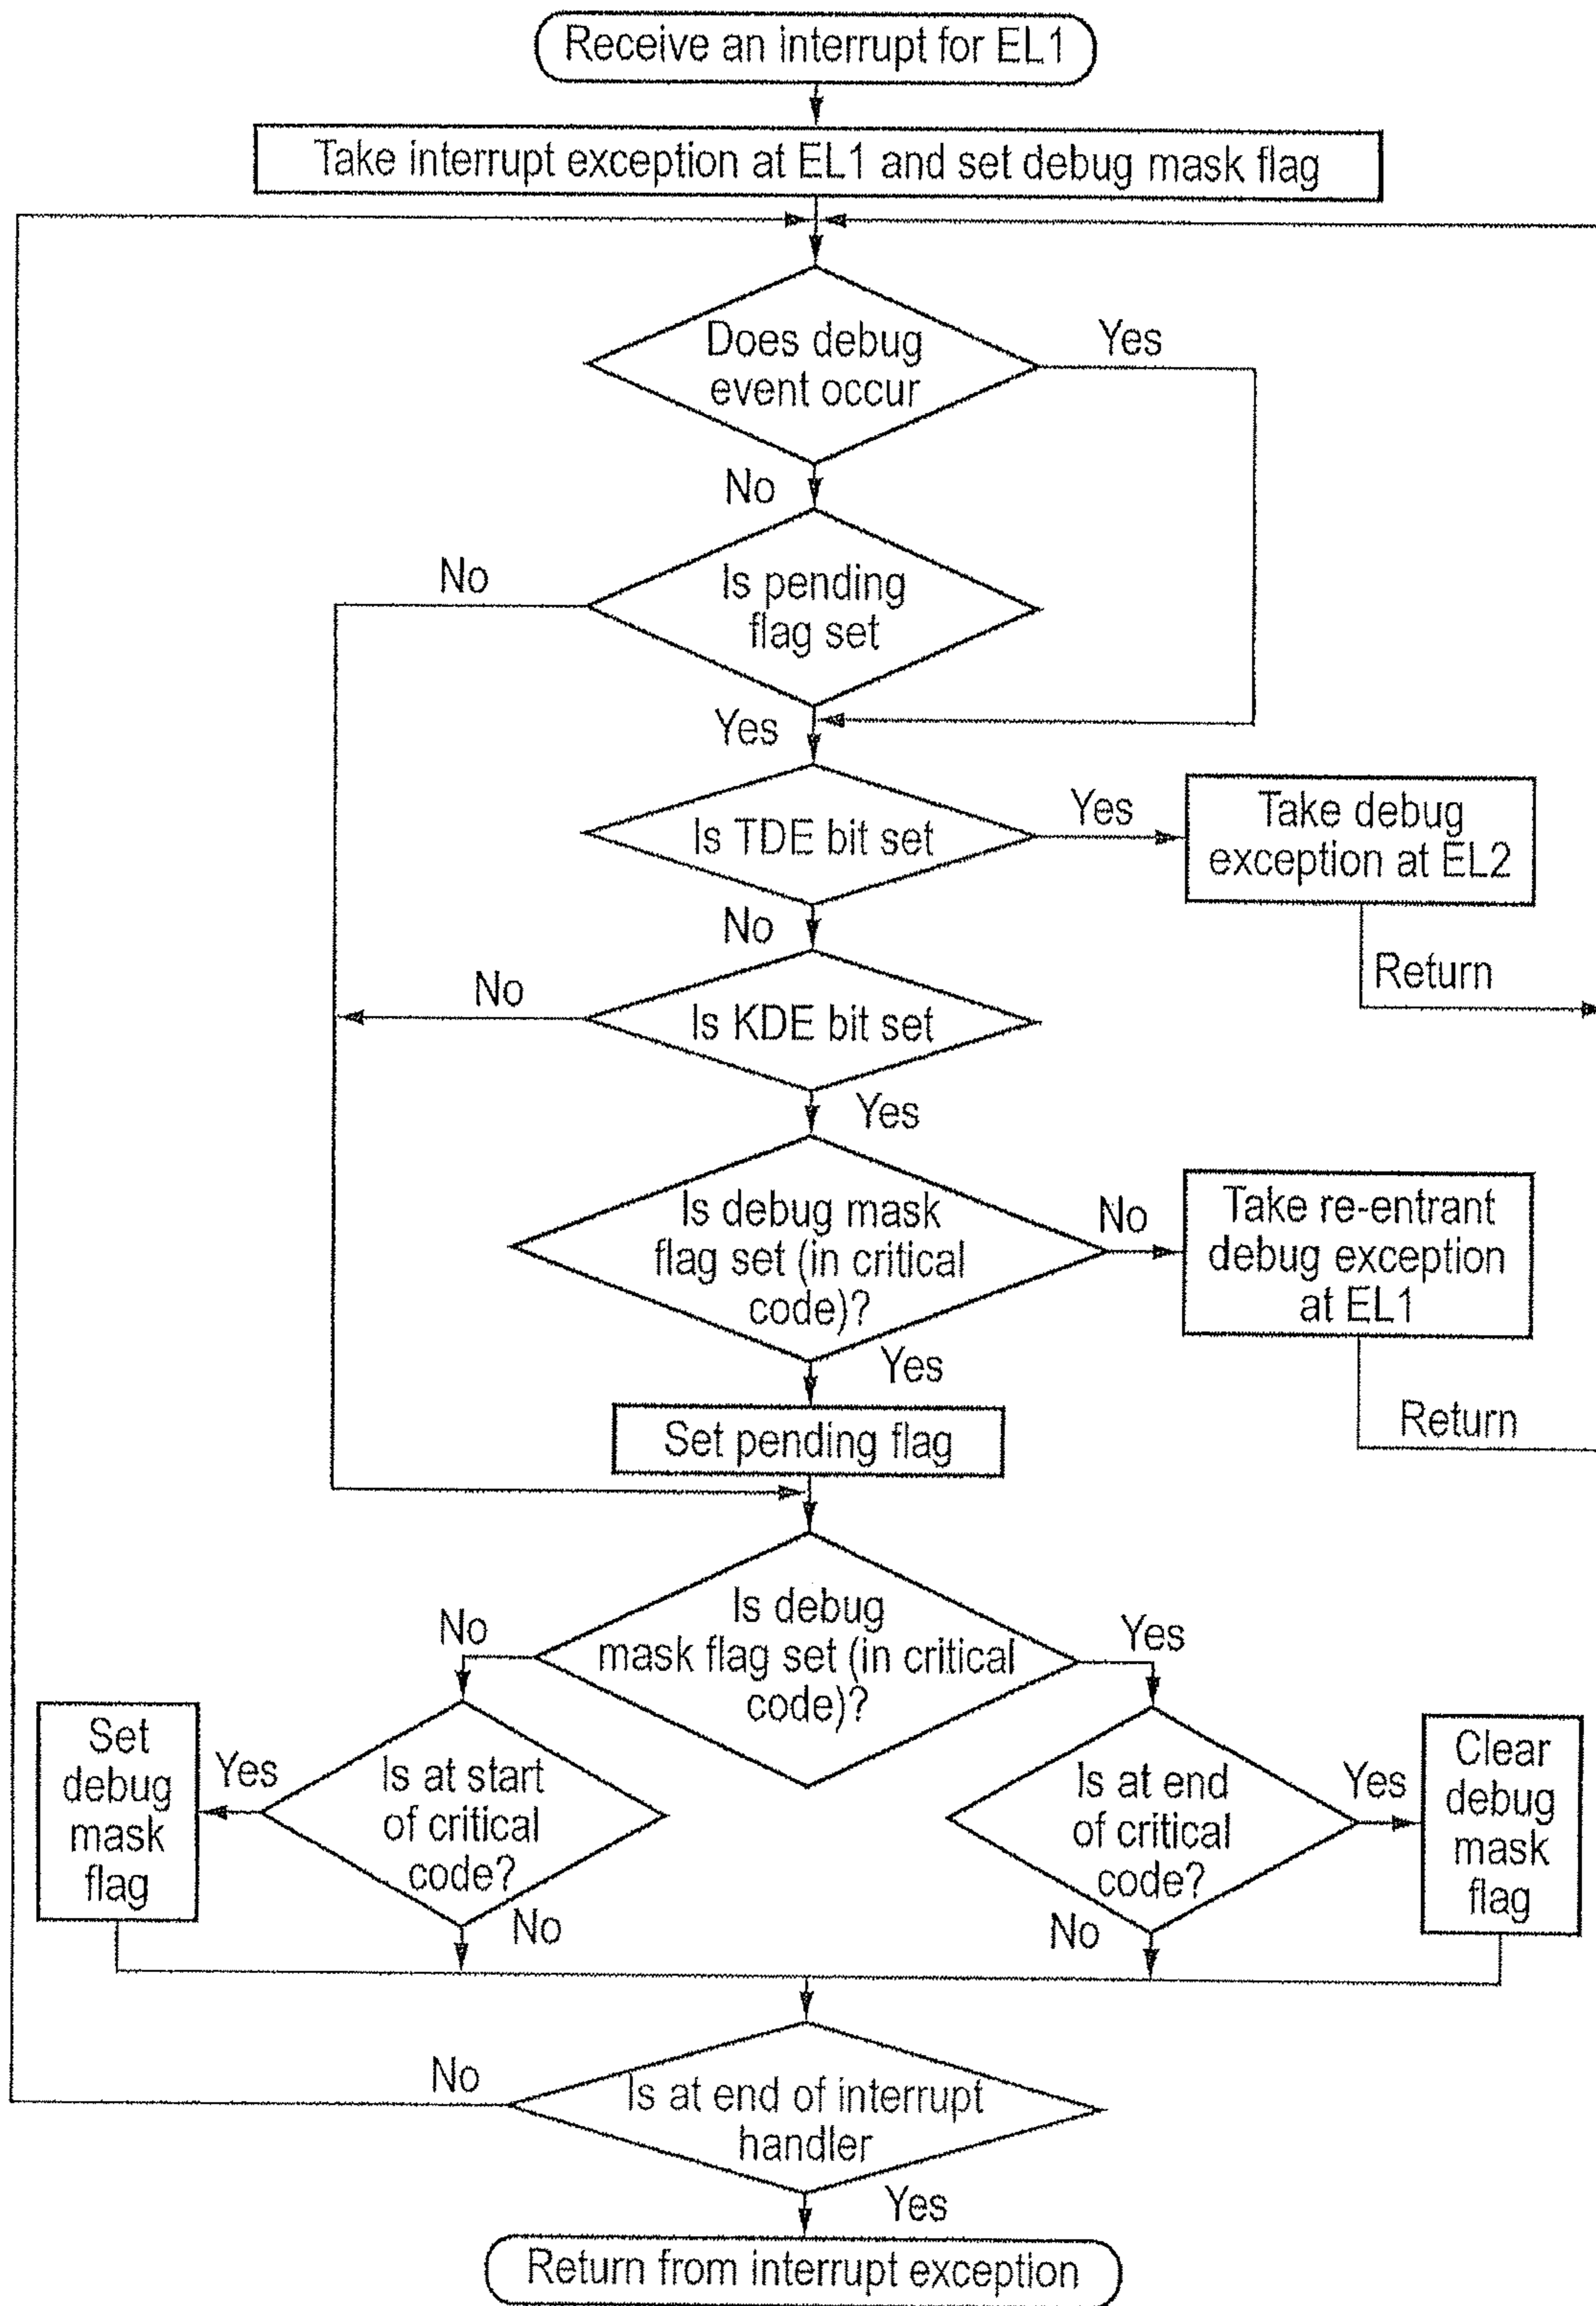 Receive an interrupt for EL1
Take interrupt exception at EL1 and set debug mask flag
Does debug
event occur
Yes
No
Is pending
flag set
No
Yes
Is TDE bit set
Yes
Take debug
exception at EL2
No
Return
Is KDE bit set
No
Yes
Is debug mask
flag set (in critical
code)?
No
Take re-entrant
debug exception
at EL1
Yes
Return
Set pending flag
Is debug
mask flag set (in critical
code)?
No
Yes
Set
debug
mask
flag
Yes
Is at start
of critical
code?
No
Is at end
of critical
code?
Yes
No
Clear
debug
mask
flag
Is at end of interrupt
handler
No
Yes
Return from interrupt exception